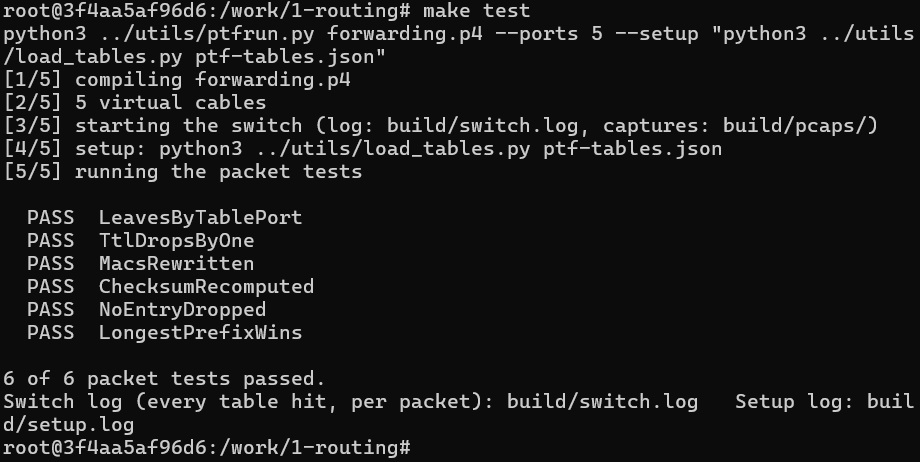 root@3f4aa5af96d6:/work/1-routing# make test
python3 ../utils/ptfrun.py forwarding.p4 --ports 5 --setup "python3 ../utils
/load_tables.py ptf-tables.json"
[1/5] compiling forwarding.p4
[2/5] 5 virtual cables
[3/5] starting the switch (log: build/switch.log, captures: build/pcaps/)
[4/5] setup: python3 ../utils/load_tables.py ptf-tables.json
[5/5] running the packet tests
PASS  LeavesByTablePort
PASS  TtlDropsByOne
PASS  MacsRewritten
PASS  ChecksumRecomputed
PASS  NoEntryDropped
PASS  LongestPrefixWins
6 of 6 packet tests passed.
Switch log (every table hit, per packet): build/switch.log   Setup log: buil
d/setup.log
root@3f4aa5af96d6:/work/1-routing#